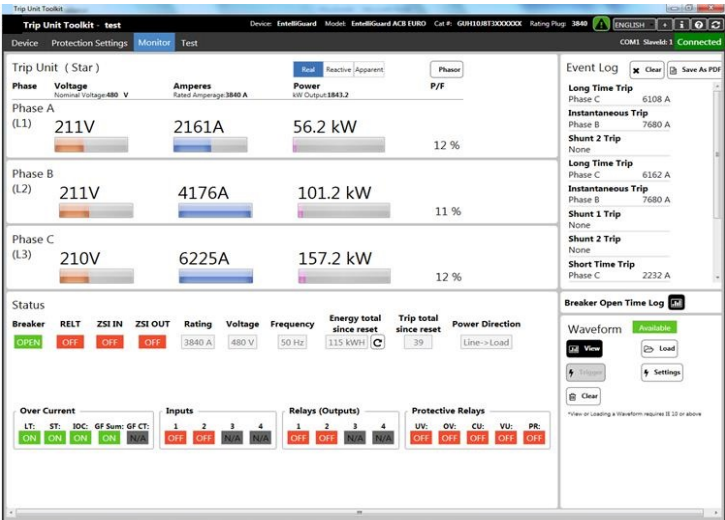 Trip Unit Toolkit
Trip Unit Toolkit - test Device: EntelliGuard Model: EntelliGuard ACB EURO Cat #: GUH10J8T3XXXXXX Rating Plug: 3840 ENGLISH + i
Device Protection Settings Monitor Test COM1 SlaveId: 1 Connected
Trip Unit ( Star ) Real Reactive Apparent Phasor
Phase Voltage Amperes Power P/F
Nominal Voltage:480 V Rated Amperage:3840 A kW Output:1843.2
Phase A
(L1) 211V 2161A 56.2 kW
12 %
Phase B
(L2) 211V 4176A 101.2 kW
11 %
Phase C
(L3) 210V 6225A 157.2 kW
12 %
Event Log Clear Save As PDF
Long Time Trip
Phase C 6108 A
Instantaneous Trip
Phase B 7680 A
Shunt 2 Trip
None
Long Time Trip
Phase C 6162 A
Instantaneous Trip
Phase B 7680 A
Shunt 1 Trip
None
Shunt 2 Trip
None
Short Time Trip
Phase C 2232 A
Status
Breaker RELT ZSI IN ZSI OUT Rating Voltage Frequency Energy total since reset Trip total since reset Power Direction
OPEN OFF OFF OFF 3840 A 480 V 50 Hz 115 kWH 39 Line->Load
Over Current Inputs Relays (Outputs) Protective Relays
LT: ST: IOC: GF Sum: GF CT: 1 2 3 4 1 2 3 4 UV: OV: CU: VU: PR:
ON ON ON ON N/A OFF OFF N/A N/A OFF OFF N/A N/A OFF OFF OFF OFF OFF
Breaker Open Time Log
Waveform Available
View Load
Trigger Settings
Clear
*View or Loading a Waveform requires IE 10 or above